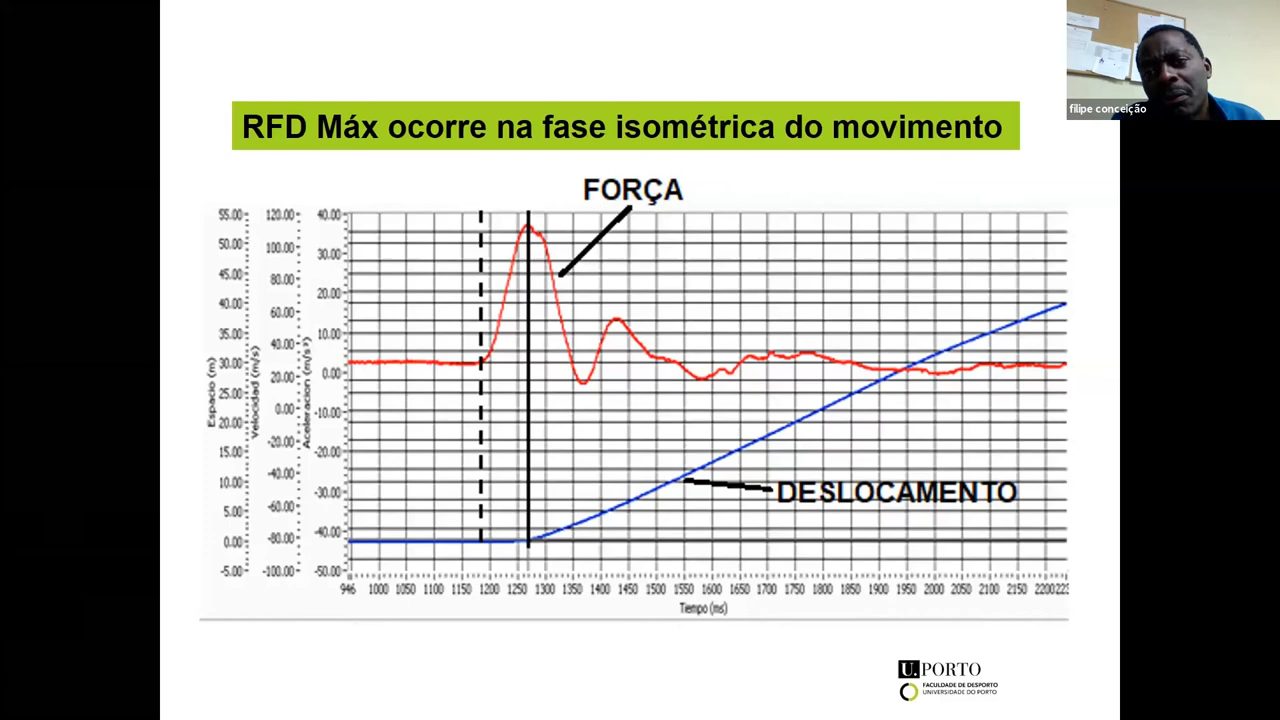 filipe conceição
RFD Máx ocorre na fase isométrica do movimento
FORÇA
55.00 120.00 40.00
50.00 100.00 30.00
45.00 80.00 20.00
40.00 60.00 10.00
35.00 40.00 0.00
30.00 20.00 -10.00
25.00 0.00 -20.00
20.00 -20.00 -30.00
15.00 -40.00 -40.00
10.00 -60.00 -50.00
5.00 -80.00
0.00 -100.00
-5.00
Espacio (m)
Velocidad (m/s)
Aceleracion (m/s²)
DESLOCAMENTO
946 1000 1050 1100 1150 1200 1250 1300 1350 1400 1450 1500 1550 1600 1650 1700 1750 1800 1850 1900 1950 2000 2050 2100 2150 2200 223
Tiempo (ms)
U. PORTO
FACULDADE DE DESPORTO
UNIVERSIDADE DO PORTO